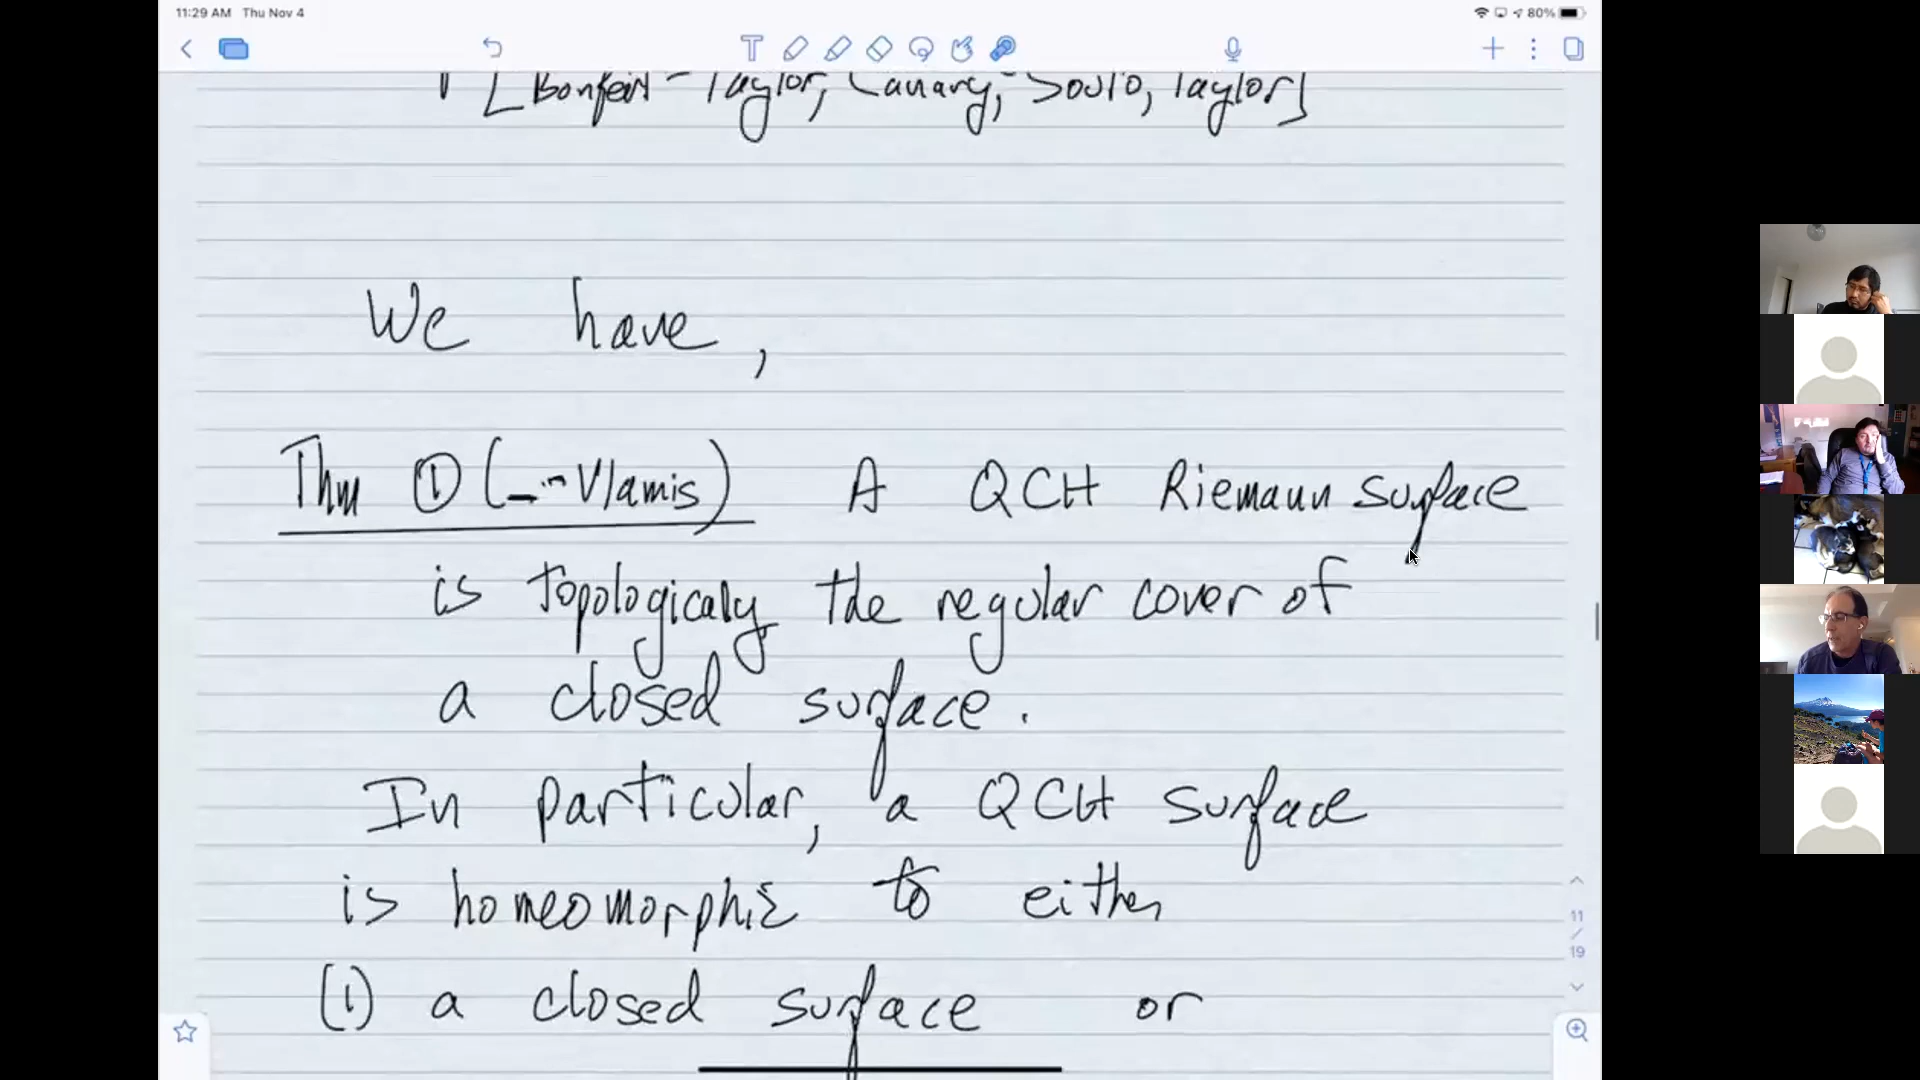 11:29 AM Thu Nov 4
80%
[Bonfert-Taylor, Canary, Souto, Taylor]
We have,
Thm ① (_-Vlamis) A QCH Riemann surface
is topologicaly the regular cover of
a closed surface.
In particular, a QCH surface
is homeomorphic to either
(1) a closed surface or
11
/
19